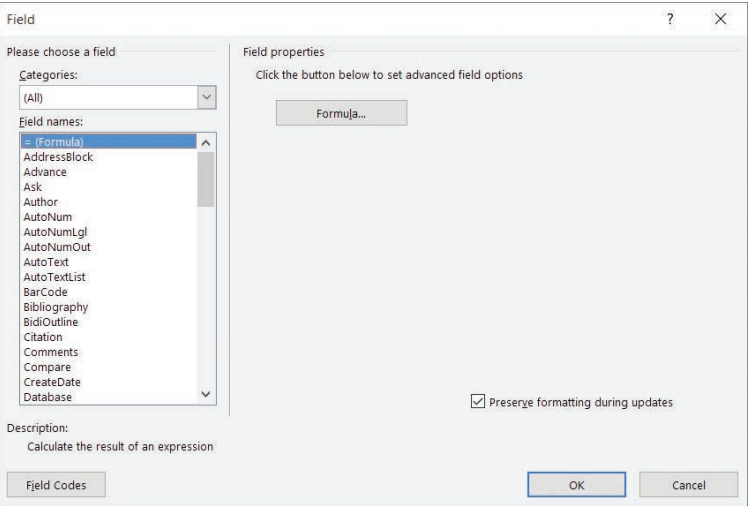 Field ? ×
Please choose a field
Categories:
(All)
Field names:
= (Formula)
AddressBlock
Advance
Ask
Author
AutoNum
AutoNumLgl
AutoNumOut
AutoText
AutoTextList
BarCode
Bibliography
BidiOutline
Citation
Comments
Compare
CreateDate
Database
Field properties
Click the button below to set advanced field options
Formula...
Preserve formatting during updates
Description:
Calculate the result of an expression
Field Codes
OK
Cancel